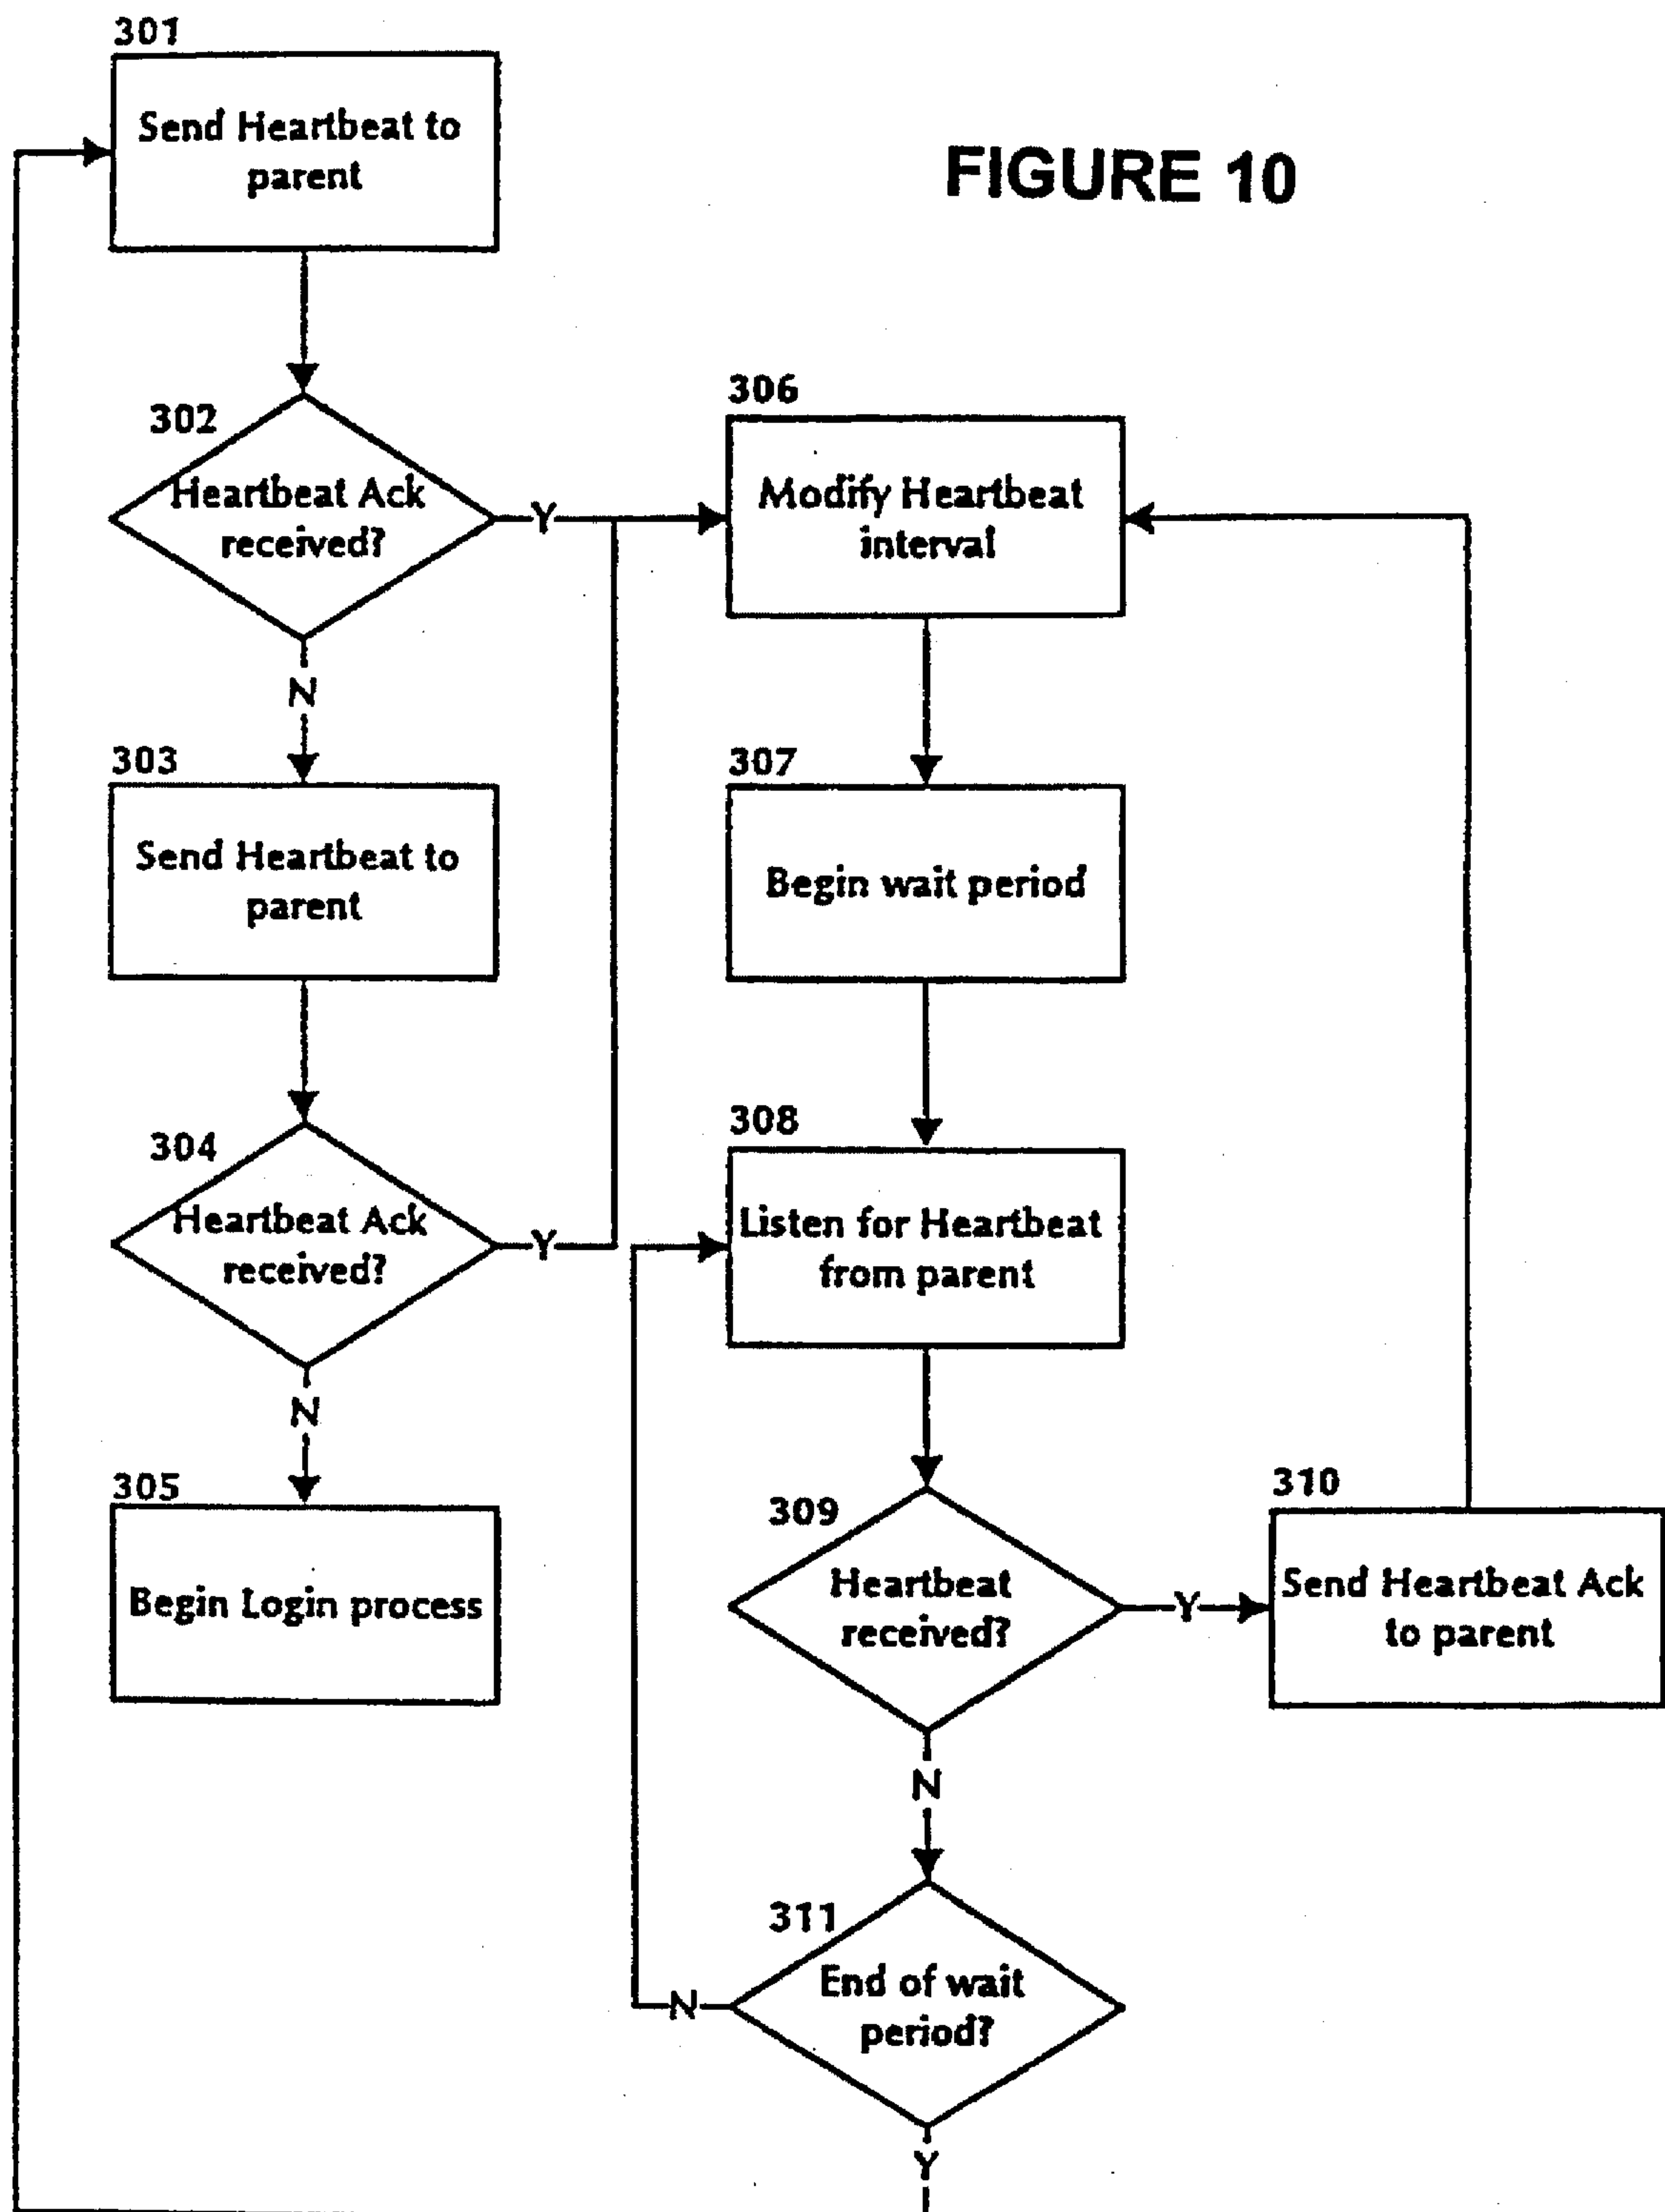 FIGURE 10
301
Send Heartbeat to
parent
302
Heartbeat Ack
received?
Y
N
303
Send Heartbeat to
parent
304
Heartbeat Ack
received?
Y
N
305
Begin Login process
306
Modify Heartbeat
interval
307
Begin wait period
308
Listen for Heartbeat
from parent
309
Heartbeat
received?
Y
N
310
Send Heartbeat Ack
to parent
311
End of wait
period?
N
Y